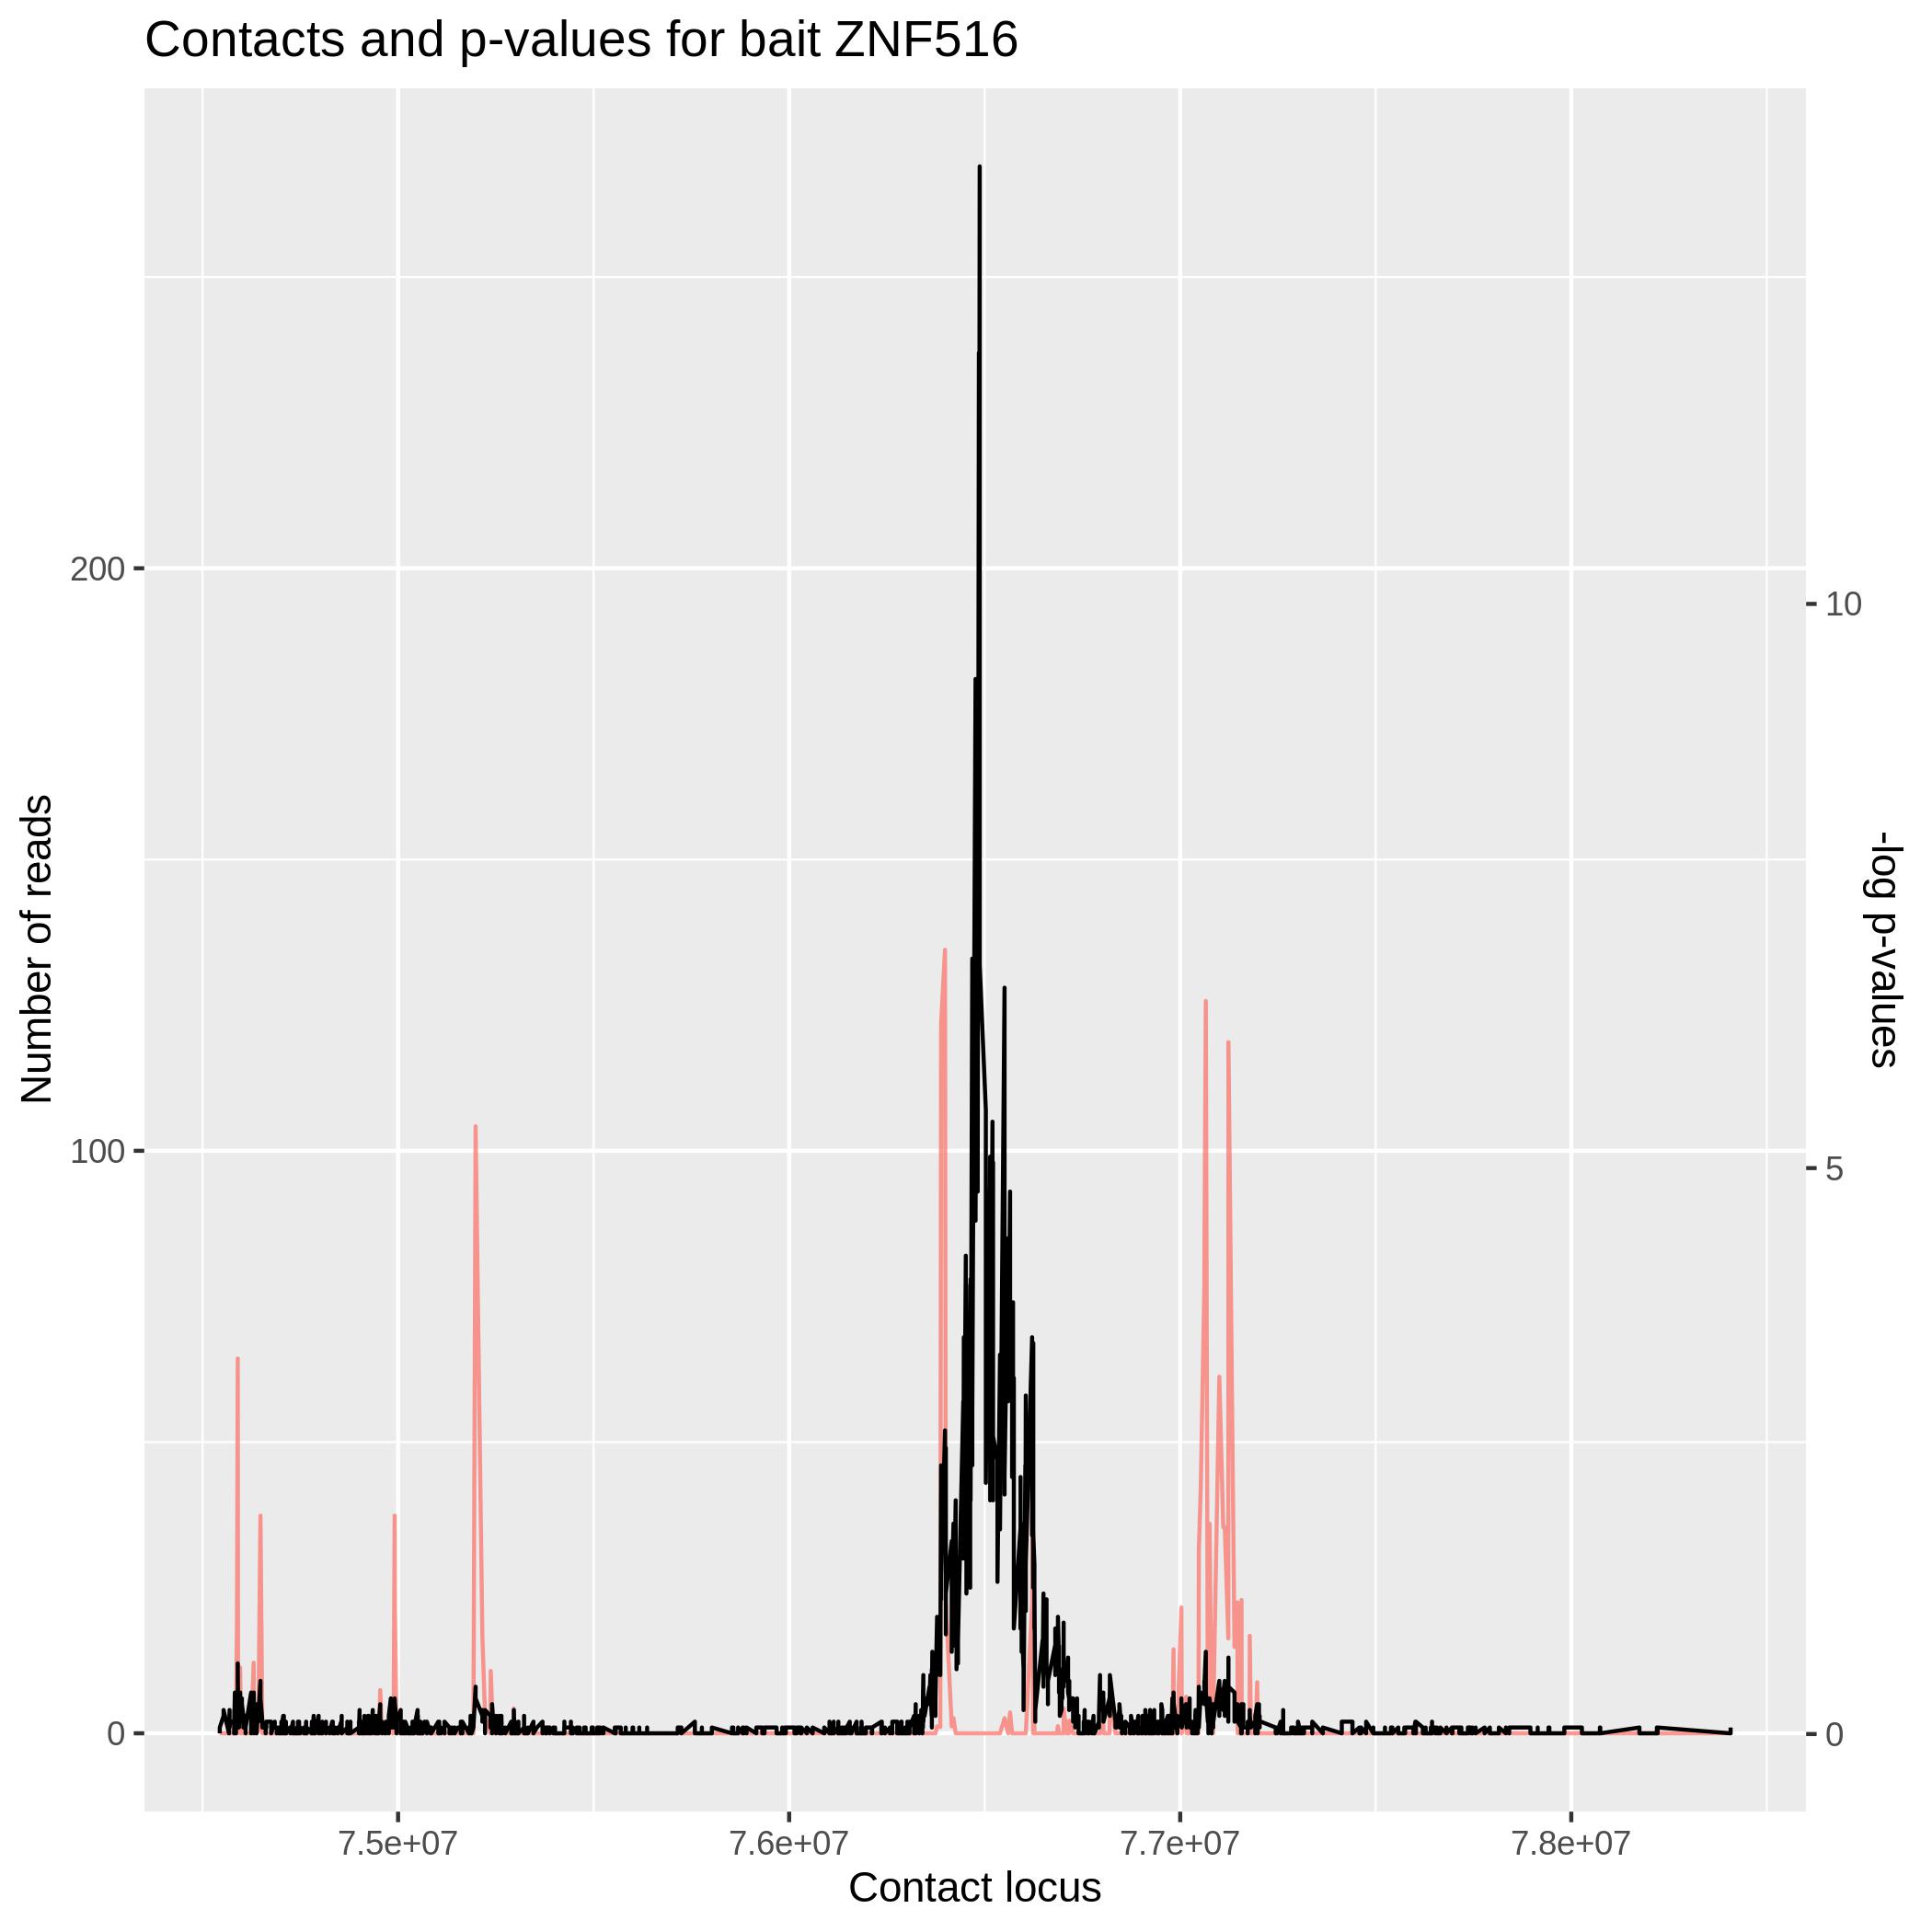 Contacts and p-values for bait ZNF516
Number of reads
200
100
0
10
5
0
-log p-values
7.5e+07
7.6e+07
7.7e+07
7.8e+07
Contact locus